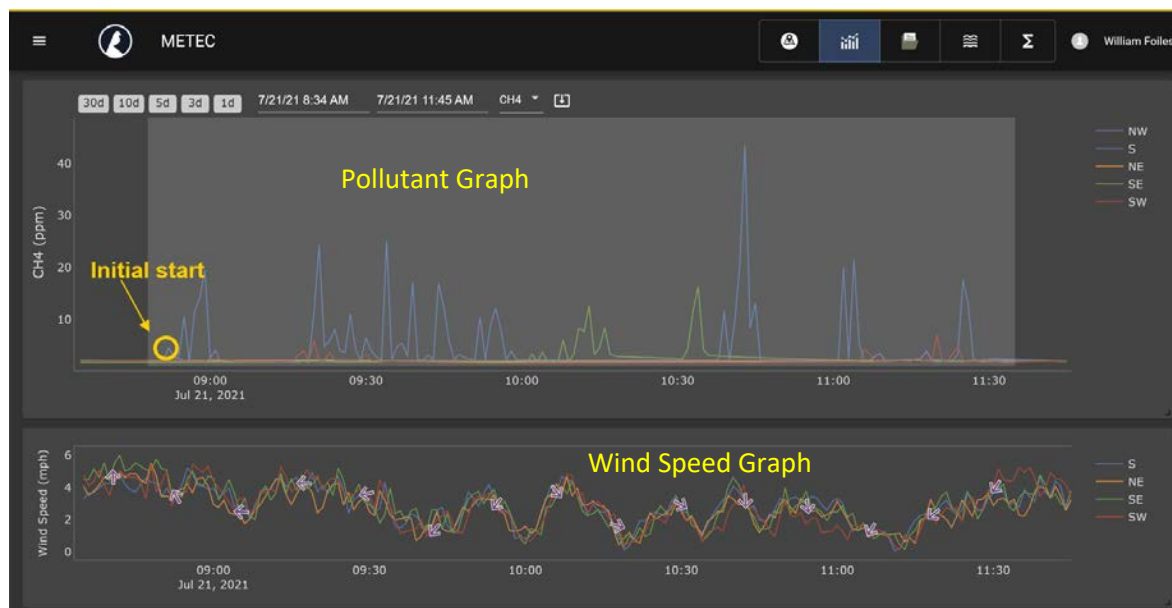 METEC
William Foiles
30d 10d 5d 3d 1d 7/21/21 8:34 AM 7/21/21 11:45 AM CH4
Pollutant Graph
CH4 (ppm)
40
30
20
10
Initial start
09:00 09:30 10:00 10:30 11:00 11:30
Jul 21, 2021
NW
S
NE
SE
SW
Wind Speed Graph
Wind Speed (mph)
6
4
2
0
09:00 09:30 10:00 10:30 11:00 11:30
Jul 21, 2021
S
NE
SE
SW